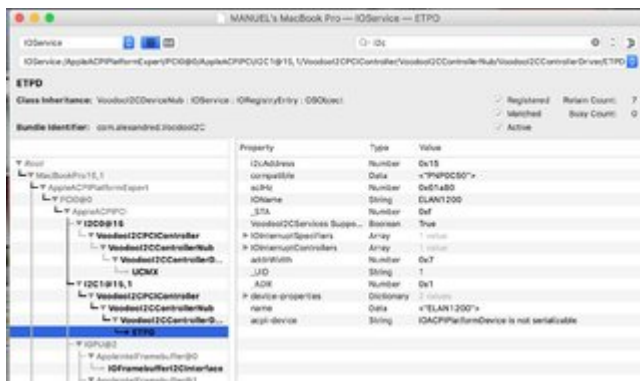 MANUEL's MacBook Pro — IOService — ETPD
IOService
IOService:/AppleACPIPlatformExpert/PCI0@0/AppleACPIPCI/I2C1@15,1/VoodooI2CPCIController/VoodooI2CControllerNub/VoodooI2CControllerDriver/ETPD
ETPD
Class Inheritance: VoodooI2CDeviceNub : IOService : IORegistryEntry : OSObject
Registered Retain Count: 7
Matched Busy Count: 0
Bundle Identifier: com.alexandred.VoodooI2C
Active
Property Type Value
Root
MacBookPro15,1
AppleACPIPlatformExpert
PCI0@0
AppleACPIPCI
I2C0@15
VoodooI2CPCIController
VoodooI2CControllerNub
VoodooI2CControllerD...
UCMX
I2C1@15,1
VoodooI2CPCIController
VoodooI2CControllerNub
VoodooI2CControllerD...
ETPD
IGPU@2
AppleIntelFramebuffer@0
IOFramebufferI2CInterface
AppleIntelFramebuffer@1
i2cAddress Number 0x15
compatible Data <"PNP0C50">
sclHz Number 0x61a80
IOName String ELAN1200
_STA Number 0xf
VoodooI2CServices Suppo... Boolean True
IOInterruptSpecifiers Array 1 value
IOInterruptControllers Array 1 value
addrWidth Number 0x7
_UID String 1
_ADR Number 0x1
device-properties Dictionary 2 values
name Data <"ELAN1200">
acpi-device String IOACPIPlatformDevice is not serializable